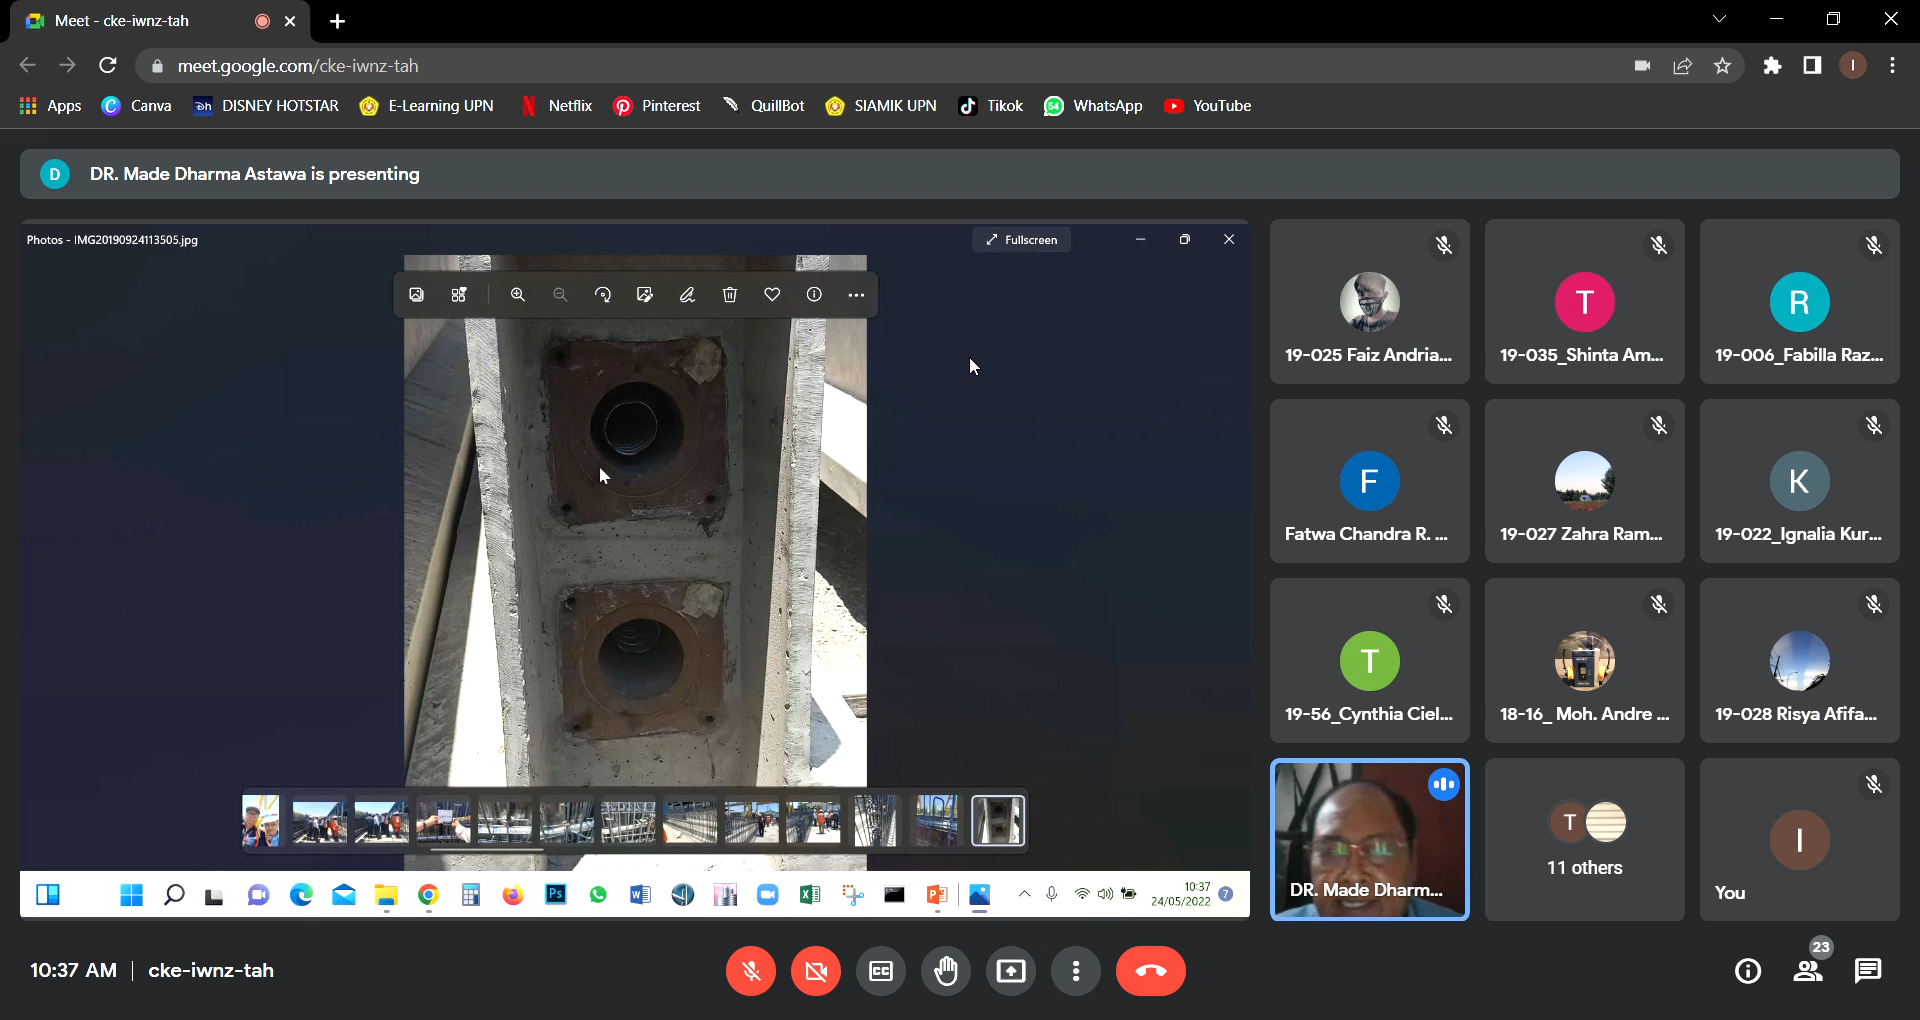 Meet - cke-iwnz-tah
meet.google.com/cke-iwnz-tah
I
Apps Canva DISNEY HOTSTAR E-Learning UPN Netflix Pinterest QuillBot SIAMIK UPN Tikok WhatsApp YouTube
D DR. Made Dharma Astawa is presenting
Photos - IMG20190924113505.jpg Fullscreen
T R
19-025 Faiz Andria... 19-035_Shinta Am... 19-006_Fabilla Raz...
F K
Fatwa Chandra R. ... 19-027 Zahra Ram... 19-022_Ignalia Kur...
T
19-56_Cynthia Ciel... 18-16_ Moh. Andre ... 19-028 Risya Afifa...
T I
11 others
DR. Made Dharm... You
10:37
24/05/2022 7
23
10:37 AM | cke-iwnz-tah
CC